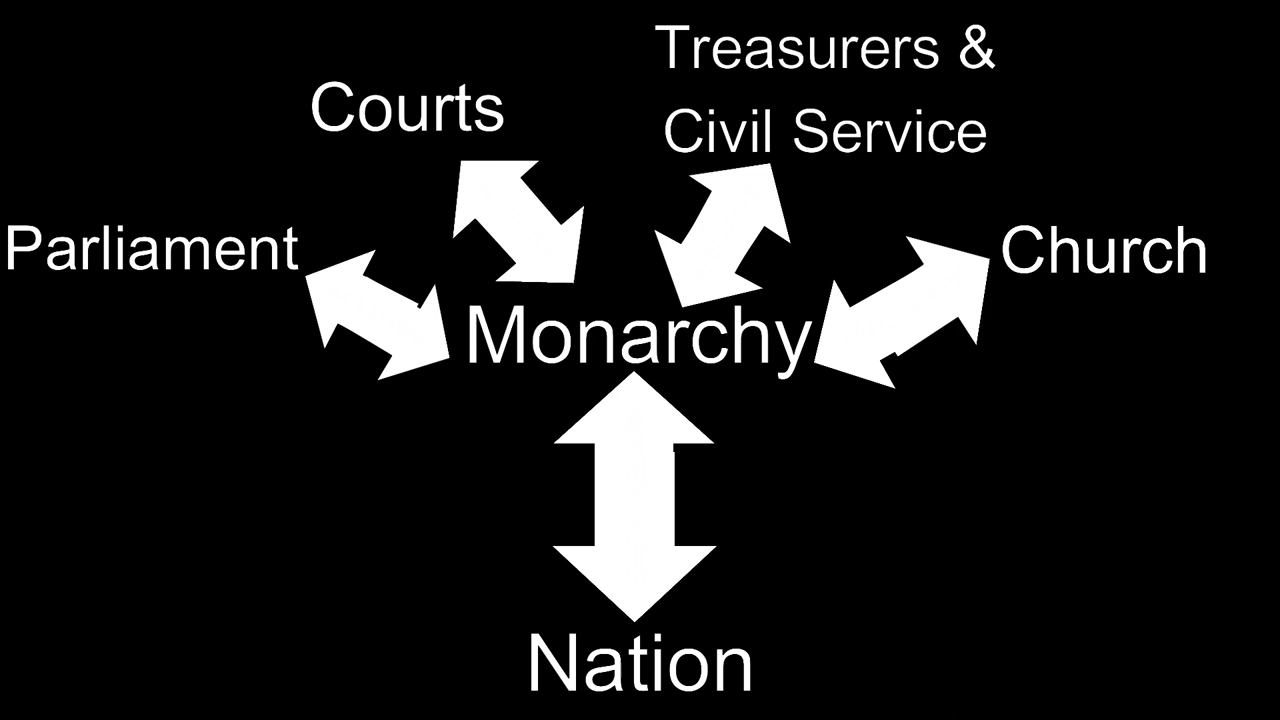 Treasurers &
Civil Service
Courts
Parliament
Church
Monarchy
Nation